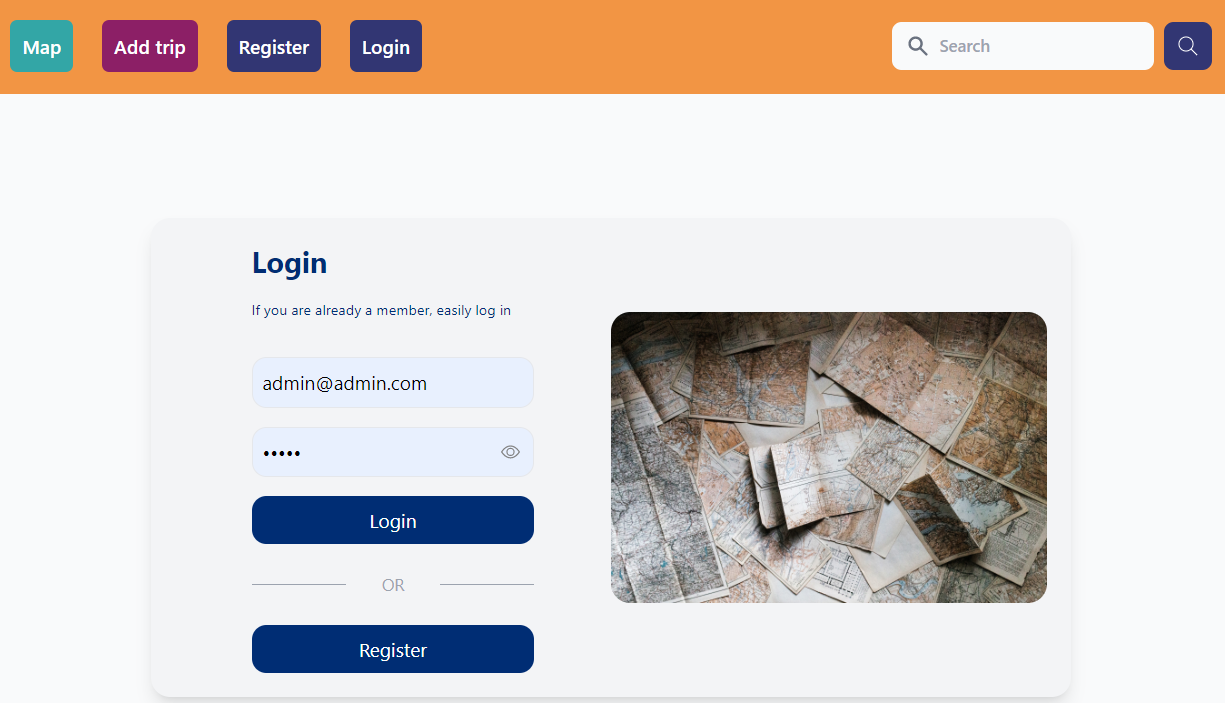 Map
Add trip
Register
Login
Search
Login
If you are already a member, easily log in
admin@admin.com
•••••
Login
OR
Register